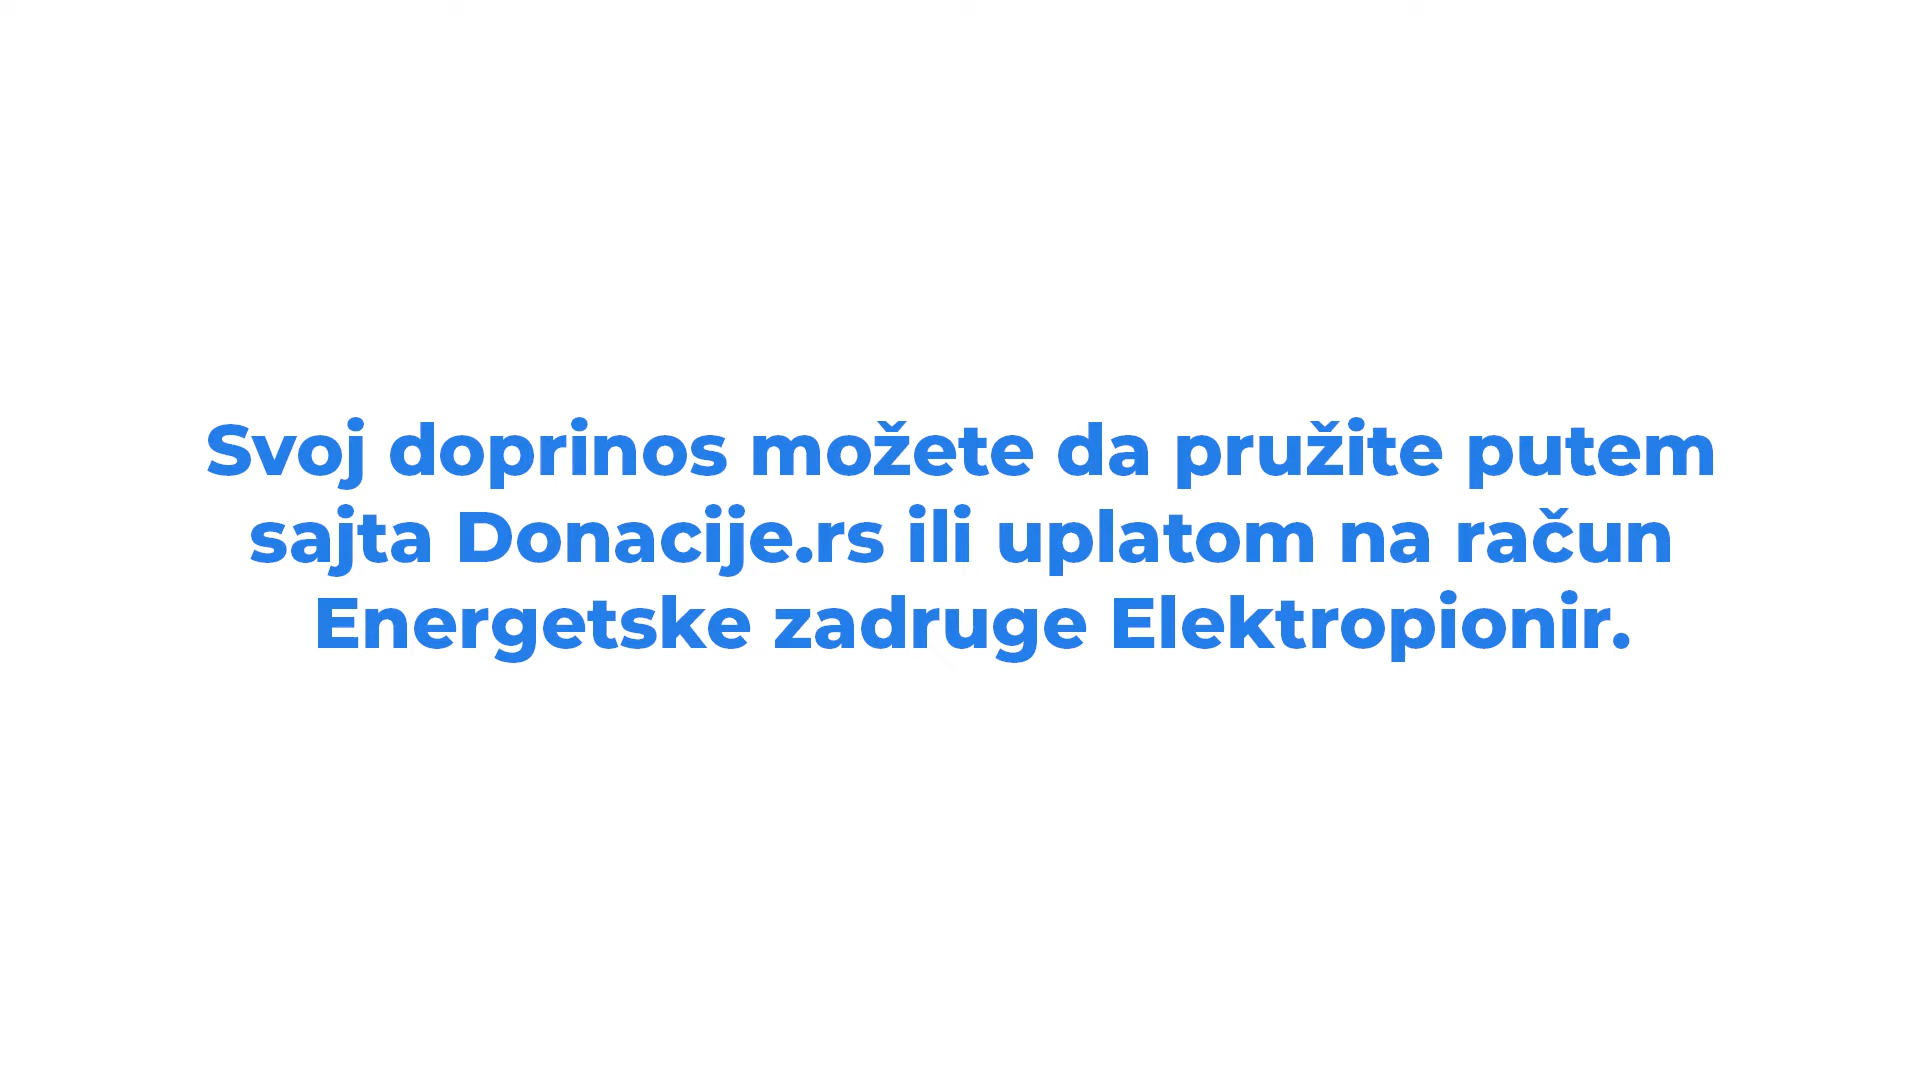 Svoj doprinos možete da pružite putem
sajta Donacije.rs ili uplatom na račun
Energetske zadruge Elektropionir.